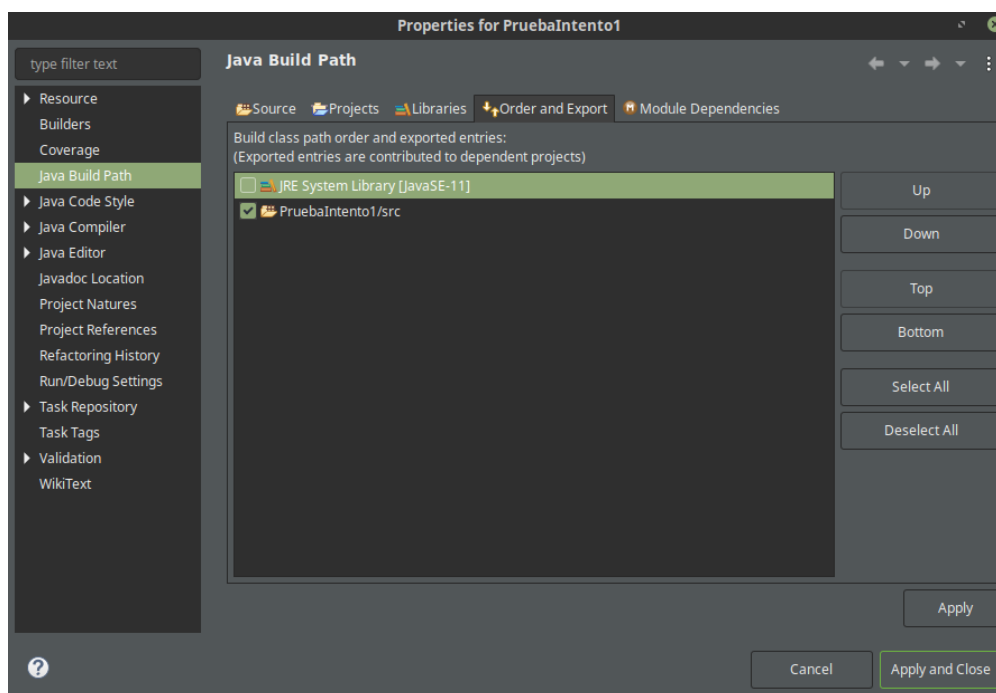 Properties for PruebaIntento1
type filter text
Resource
Builders
Coverage
Java Build Path
Java Code Style
Java Compiler
Java Editor
Javadoc Location
Project Natures
Project References
Refactoring History
Run/Debug Settings
Task Repository
Task Tags
Validation
WikiText
Java Build Path
Source Projects Libraries Order and Export Module Dependencies
Build class path order and exported entries:
(Exported entries are contributed to dependent projects)
JRE System Library [JavaSE-11]
PruebaIntento1/src
Up
Down
Top
Bottom
Select All
Deselect All
Apply
Cancel Apply and Close